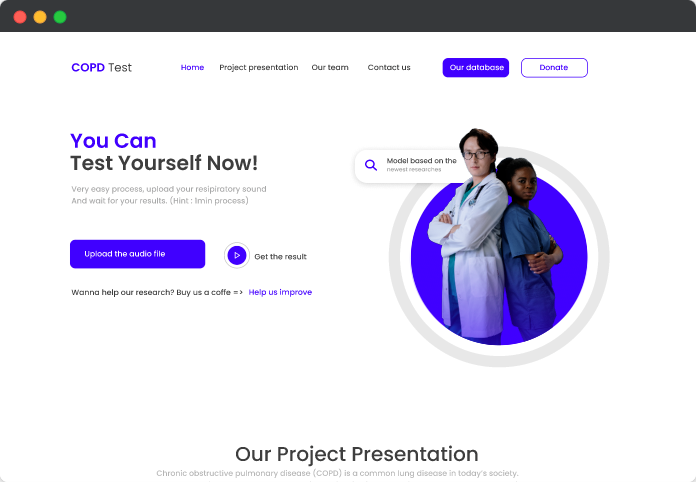 COPD Test
Home
Project presentation
Our team
Contact us
Our database
Donate
You Can
Test Yourself Now!
Model based on the
newest researches
Very easy process, upload your resipiratory sound
And wait for your results. (Hint : 1min process)
Upload the audio file
Get the result
Wanna help our research? Buy us a coffe => Help us improve
Our Project Presentation
Chronic obstructive pulmonary disease (COPD) is a common lung disease in today's society.